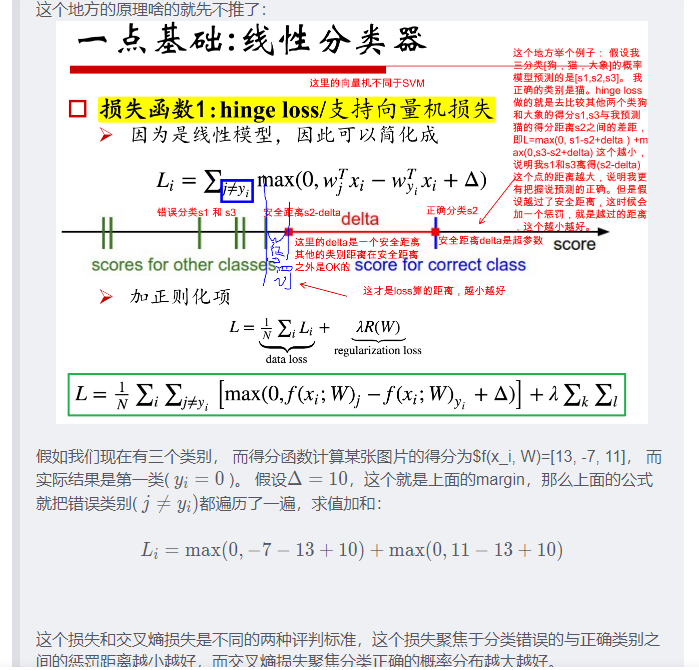 这个地方的原理啥的就先不推了：
一点基础:线性分类器
这里的向量机不同于SVM
这个地方举个例子： 假设我
三分类[狗，猫，大象]的概率
模型预测的是[s1,s2,s3]。 我
正确的类别是猫。hinge loss
做的就是去比较其他两个类狗
和大象的得分s1,s3与我预测
猫的得分距离s2之间的差距，
即L=max(0, s1-s2+delta ) +m
ax(0,s3-s2+delta) 这个越小，
说明我s1和s3离得(s2-delta)
这个点的距离越大，说明我更
有把握说预测的正确。但是假
设越过了安全距离，这时候会
加一个惩罚，就是越过的距离
，这个越小越好。
损失函数1:hinge loss/支持向量机损失
因为是线性模型，因此可以简化成
L_i = ∑_{j≠y_i} max(0, w_j^T x_i − w_{y_i}^T x_i + Δ)
错误分类s1 和 s3
安全距离s2-delta
delta
正确分类s2
这里的delta是一个安全距离
其他的类别距离在安全距离
之外是OK的
安全距离delta是超参数
score
scores for other classes
score for correct class
这才是loss算的距离，越小越好
加正则化项
L = 1/N ∑_i L_i + λR(W)
data loss
regularization loss
L = 1/N ∑_i ∑_{j≠y_i} [max(0, f(x_i; W)_j − f(x_i; W)_{y_i} + Δ)] + λ ∑_k ∑_l
假如我们现在有三个类别， 而得分函数计算某张图片的得分为$f(x_i, W)=[13, -7, 11]， 而
实际结果是第一类( y_i = 0 )。 假设Δ = 10，这个就是上面的margin，那么上面的公式
就把错误类别( j ≠ y_i)都遍历了一遍，求值加和：
L_i = max(0, −7 − 13 + 10) + max(0, 11 − 13 + 10)
这个损失和交叉熵损失是不同的两种评判标准，这个损失聚焦于分类错误的与正确类别之
间的惩罚距离越小越好，而交叉熵损失聚焦分类正确的概率分布越大越好。